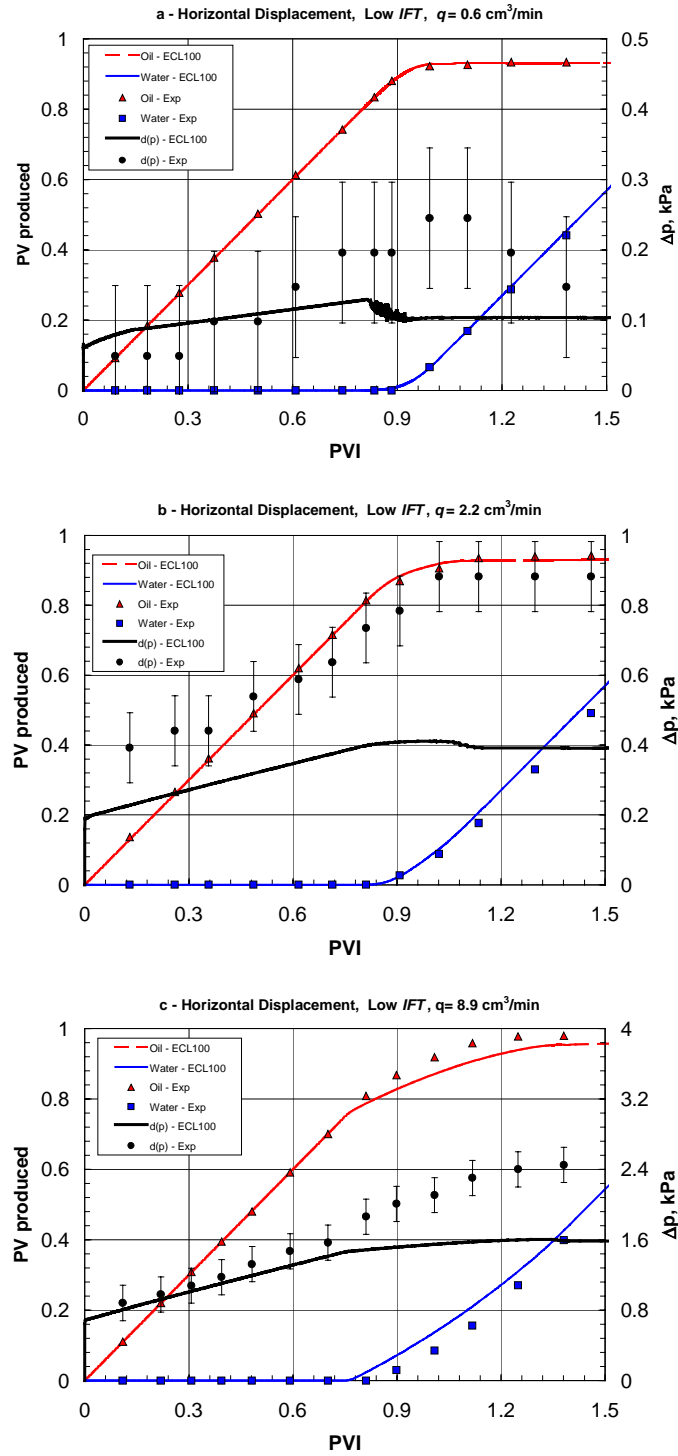 a - Horizontal Displacement, Low IFT, q= 0.6 cm³/min
1 0.5
Oil - ECL100
Water - ECL100
Oil - Exp
Water - Exp
d(p) - ECL100
d(p) - Exp
0.8 0.4
0.6 0.3
0.4 0.2
0.2 0.1
0 0
PV produced
Δp, kPa
0 0.3 0.6 0.9 1.2 1.5
PVI
b - Horizontal Displacement, Low IFT, q= 2.2 cm³/min
1 1
Oil - ECL100
Water - ECL100
Oil - Exp
Water - Exp
d(p) - ECL100
d(p) - Exp
0.8 0.8
0.6 0.6
0.4 0.4
0.2 0.2
0 0
PV produced
Δp, kPa
0 0.3 0.6 0.9 1.2 1.5
PVI
c - Horizontal Displacement, Low IFT, q= 8.9 cm³/min
1 4
Oil - ECL100
Water - ECL100
Oil - Exp
Water - Exp
d(p) - ECL100
d(p) - Exp
0.8 3.2
0.6 2.4
0.4 1.6
0.2 0.8
0 0
PV produced
Δp, kPa
0 0.3 0.6 0.9 1.2 1.5
PVI